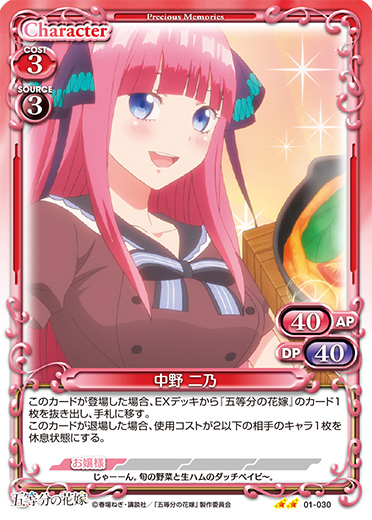 Precious Memories
Character
COST
3
SOURCE
3
40 AP
DP 40
中野 二乃
このカードが登場した場合、EXデッキから『五等分の花嫁』のカード1
枚を抜き出し、手札に移す。
このカードが退場した場合、使用コストが2以下の相手のキャラ1枚を
休息状態にする。
お嬢様
じゃーーん。旬の野菜と生ハムのダッチベイビ〜。
五等分の花嫁
01-030
©春場ねぎ・講談社／「五等分の花嫁」製作委員会